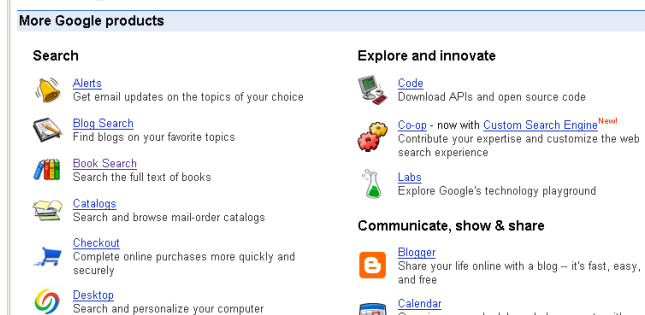 More Google products
Search
Alerts
Get email updates on the topics of your choice
Blog Search
Find blogs on your favorite topics
Book Search
Search the full text of books
Catalogs
Search and browse mail-order catalogs
Checkout
Complete online purchases more quickly and
securely
Desktop
Search and personalize your computer
Explore and innovate
Code
Download APIs and open source code
Co-op - now with Custom Search Engine New!
Contribute your expertise and customize the web
search experience
Labs
Explore Google's technology playground
Communicate, show & share
Blogger
Share your life online with a blog -- it's fast, easy,
and free
Calendar